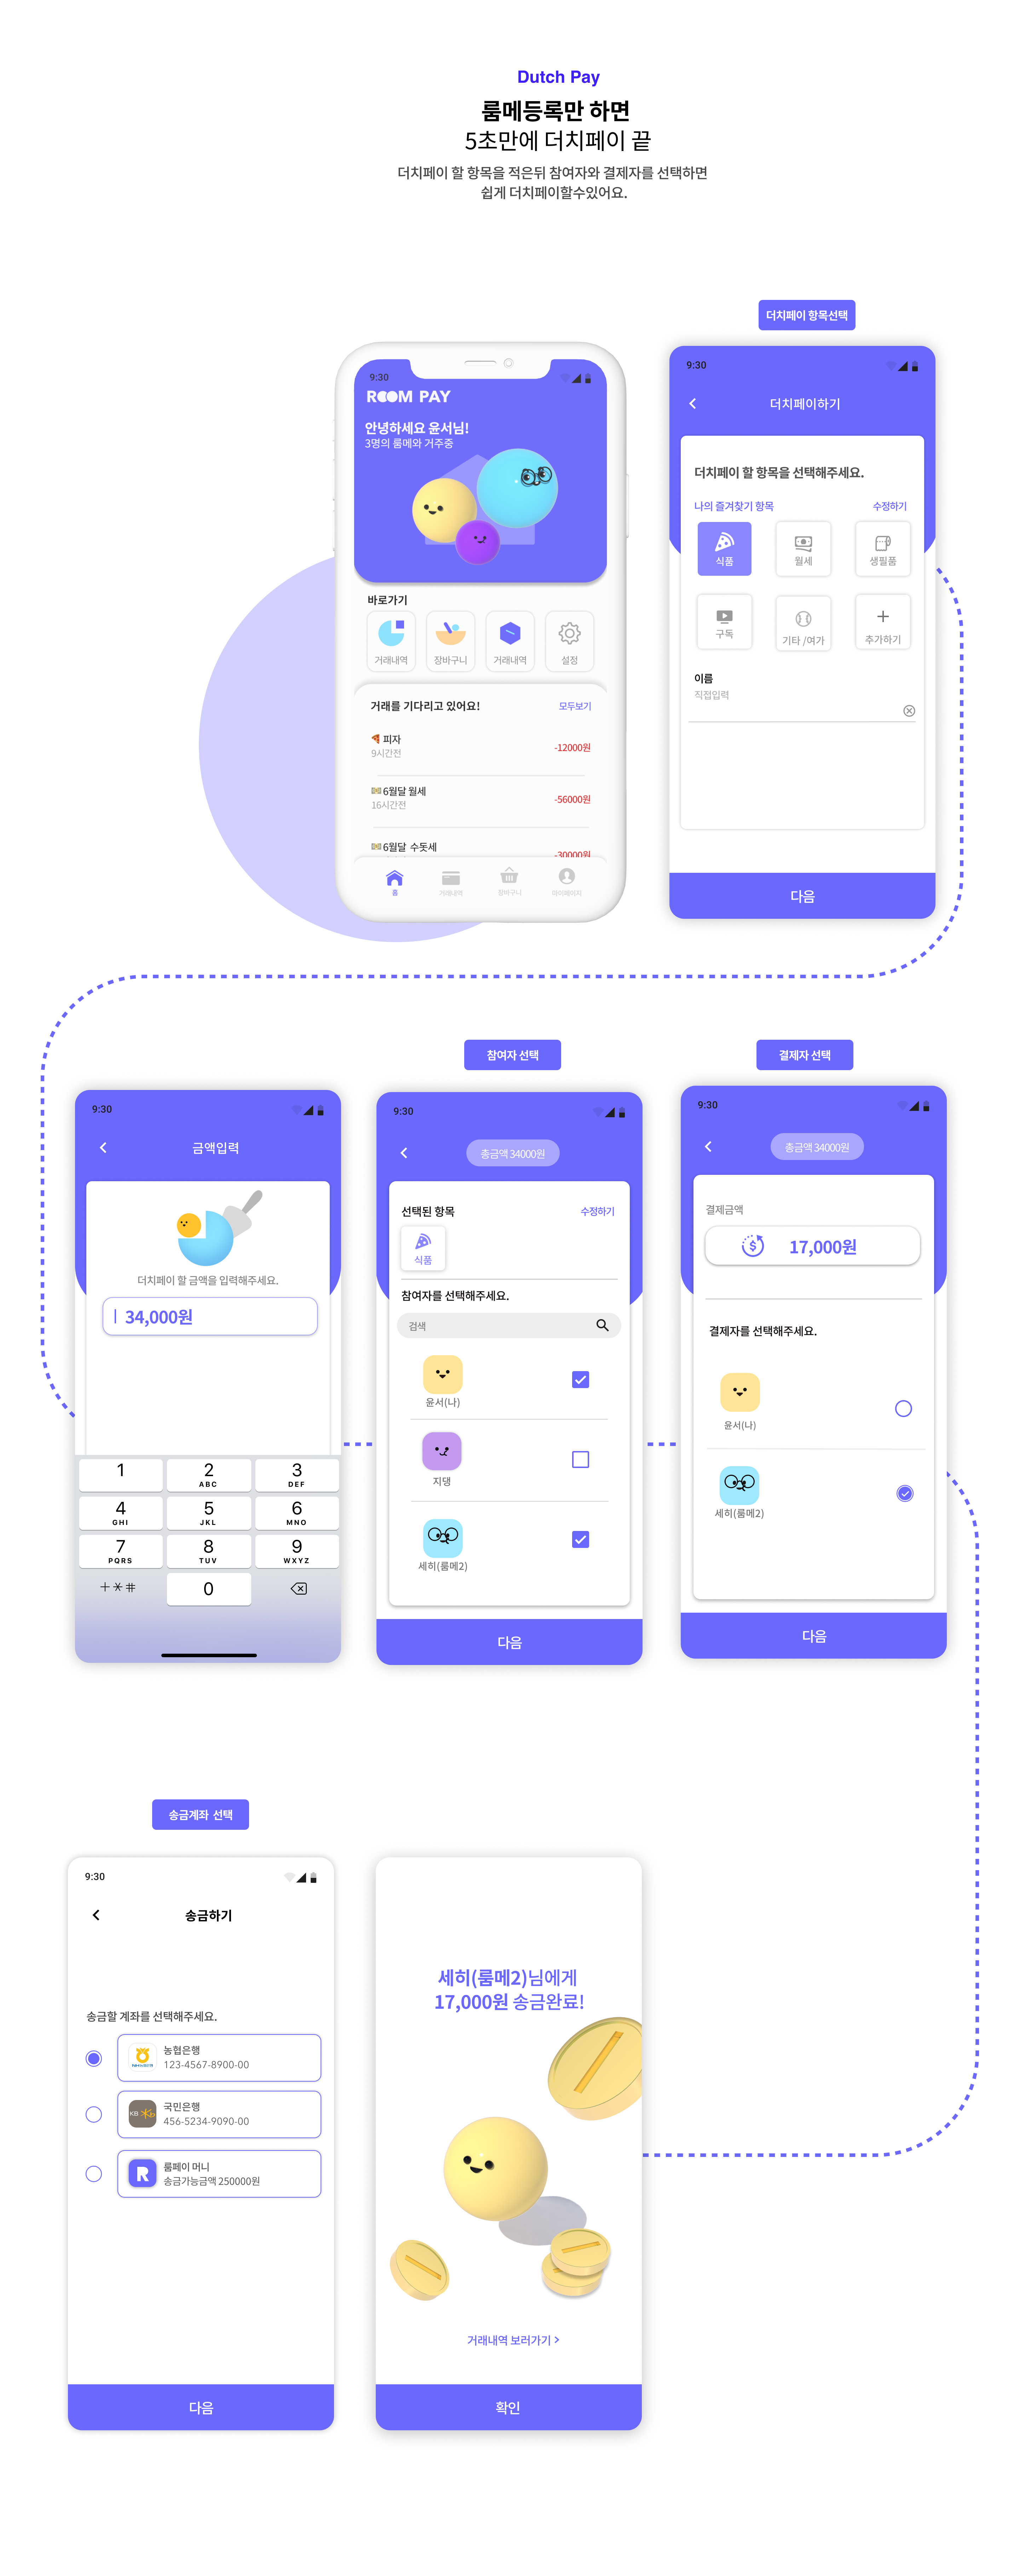 Dutch Pay
룸메등록만 하면
5초만에 더치페이 끝
더치페이 할 항목을 적은뒤 참여자와 결제자를 선택하면
쉽게 더치페이할수있어요.
9:30
ROOM PAY
안녕하세요 윤서님!
3명의 룸메와 거주중
바로가기
거래내역 장바구니 거래내역 설정
거래를 기다리고 있어요! 모두보기
피자
9시간전
-12000원
6월달 월세
16시간전
-56000원
6월달 수돗세
-30000원
홈 거래내역 장바구니 마이페이지
더치페이 항목선택
9:30
더치페이하기
더치페이 할 항목을 선택해주세요.
나의 즐겨찾기 항목 수정하기
식품 월세 생필품
구독 기타 /여가 추가하기
이름
직접입력
다음
9:30
금액입력
더치페이 할 금액을 입력해주세요.
34,000원
1 2 3
ABC DEF
4 5 6
GHI JKL MNO
7 8 9
PQRS TUV WXYZ
+*# 0
참여자 선택
9:30
총금액 34000원
선택된 항목 수정하기
식품
참여자를 선택해주세요.
검색
윤서(나)
지댕
세히(룸메2)
다음
결제자 선택
9:30
총금액 34000원
결제금액
$ 17,000원
결제자를 선택해주세요.
윤서(나)
세히(룸메2)
다음
송금계좌 선택
9:30
송금하기
송금할 계좌를 선택해주세요.
농협은행
123-4567-8900-00
KB
국민은행
456-5234-9090-00
R
룸페이 머니
송금가능금액 250000원
다음
세히(룸메2)님에게
17,000원 송금완료!
거래내역 보러가기 >
확인